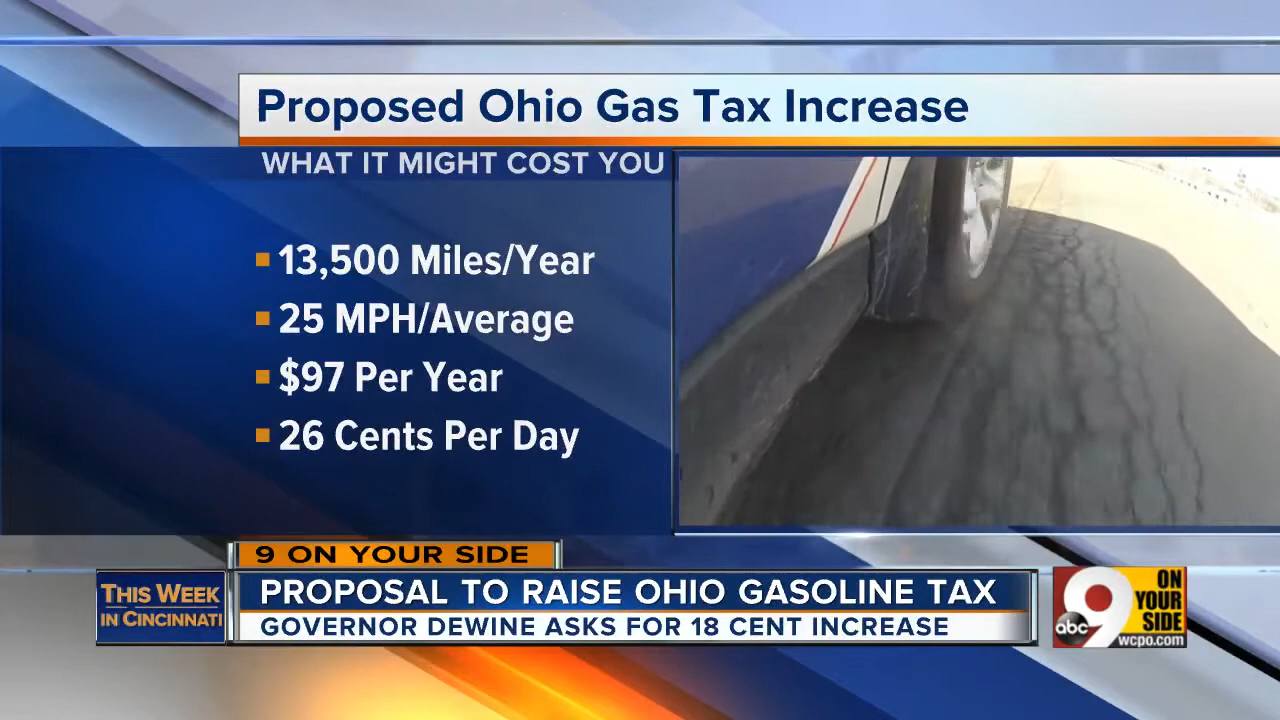 Proposed Ohio Gas Tax Increase
WHAT IT MIGHT COST YOU
13,500 Miles/Year
25 MPH/Average
$97 Per Year
26 Cents Per Day
9 ON YOUR SIDE
THIS WEEK
IN CINCINNATI
PROPOSAL TO RAISE OHIO GASOLINE TAX
GOVERNOR DEWINE ASKS FOR 18 CENT INCREASE
abc
9
ON
YOUR
SIDE
wcpo.com